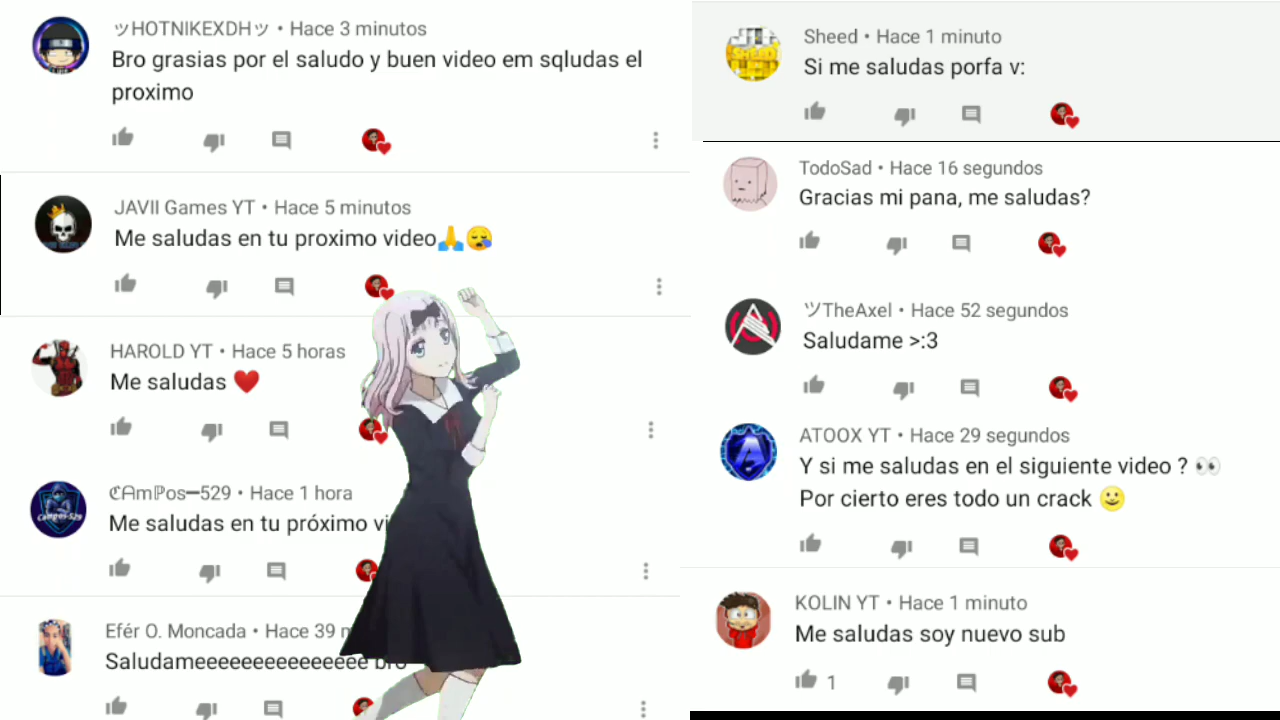 ッHOTNIKEXDHッ • Hace 3 minutos
Bro grasias por el saludo y buen video em sqludas el
proximo
JAVII Games YT • Hace 5 minutos
Me saludas en tu proximo video🙏😪
HAROLD YT • Hace 5 horas
Me saludas ❤️
ℭᗩmℙos━529 • Hace 1 hora
Me saludas en tu próximo
Efér O. Moncada • Hace 39
Saludameeeeeeeeeeeeeee bro
Sheed • Hace 1 minuto
Si me saludas porfa v:
TodoSad • Hace 16 segundos
Gracias mi pana, me saludas?
ツTheAxel • Hace 52 segundos
Saludame >:3
ATOOX YT • Hace 29 segundos
Y si me saludas en el siguiente video ? 👀
Por cierto eres todo un crack 🙂
KOLIN YT • Hace 1 minuto
Me saludas soy nuevo sub
1